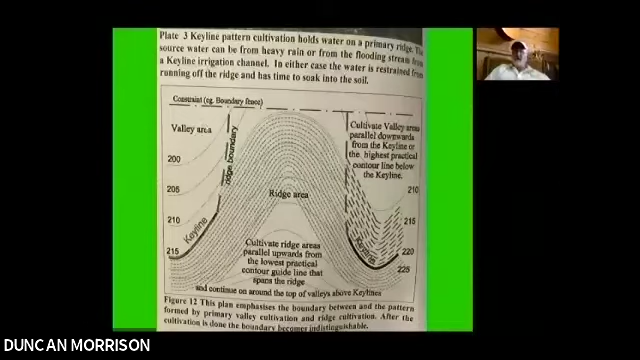 Plate 3 Keyline pattern cultivation holds water on a primary ridge. The
source water can be from heavy rain or from the flooding stream from
a Keyline irrigation channel. In either case the water is restrained from
running off the ridge and has time to soak into the soil.
Constraint (eg. Boundary fence)
Valley area
ridge boundary
200
205
210
215
Keyline
Ridge area
Cultivate Valley areas
parallel downwards
from the Keyline or
the highest practical
contour line below
the Keyline.
210
215
220
225
Keyline
Cultivate ridge areas
parallel upwards from
the lowest practical
contour guide line that
spans the ridge
and continue on around the top of valleys above Keylines
Figure 12 This plan emphasises the boundary between and the pattern
formed by primary valley cultivation and ridge cultivation. After the
cultivation is done the boundary becomes indistinguishable.
DUNCAN MORRISON